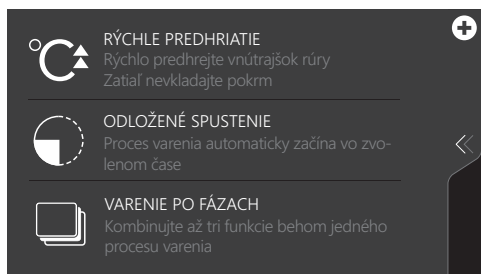 RÝCHLE PREDHRIATIE
Rýchlo predhrejte vnútrajšok rúry
Zatiaľ nevkladajte pokrm
ODLOŽENÉ SPUSTENIE
Proces varenia automaticky začína vo zvo-
lenom čase
VARENIE PO FÁZACH
Kombinujte až tri funkcie behom jedného
procesu varenia